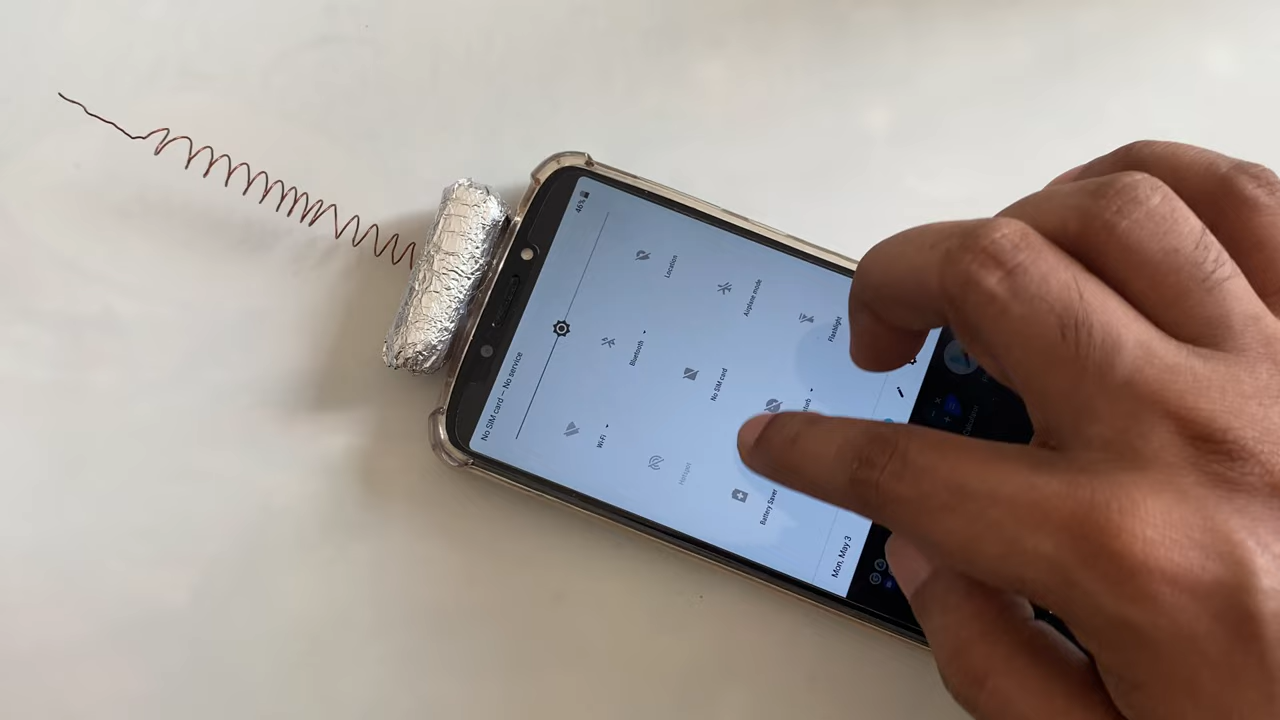 No SIM card — No service 46%
Wi-Fi Bluetooth Location
Hotspot No SIM card Airplane mode
Battery Saver Flashlight
Mon, May 3
Calculator